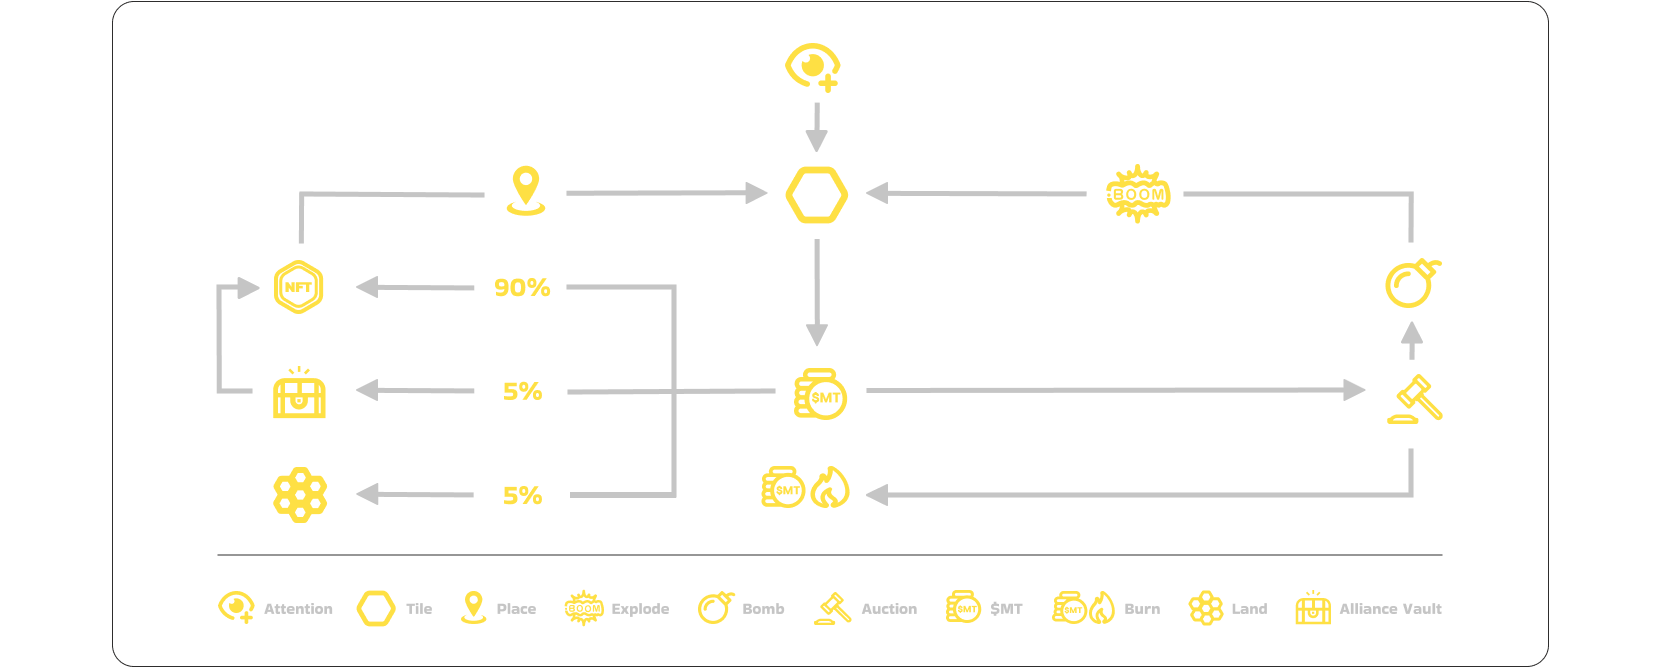 BOOM
NFT
90%
5%
$MT
$MT
5%
Attention
Tile
Place
BOOM
Explode
Bomb
Auction
$MT
$MT
$MT
Burn
Land
Alliance Vault